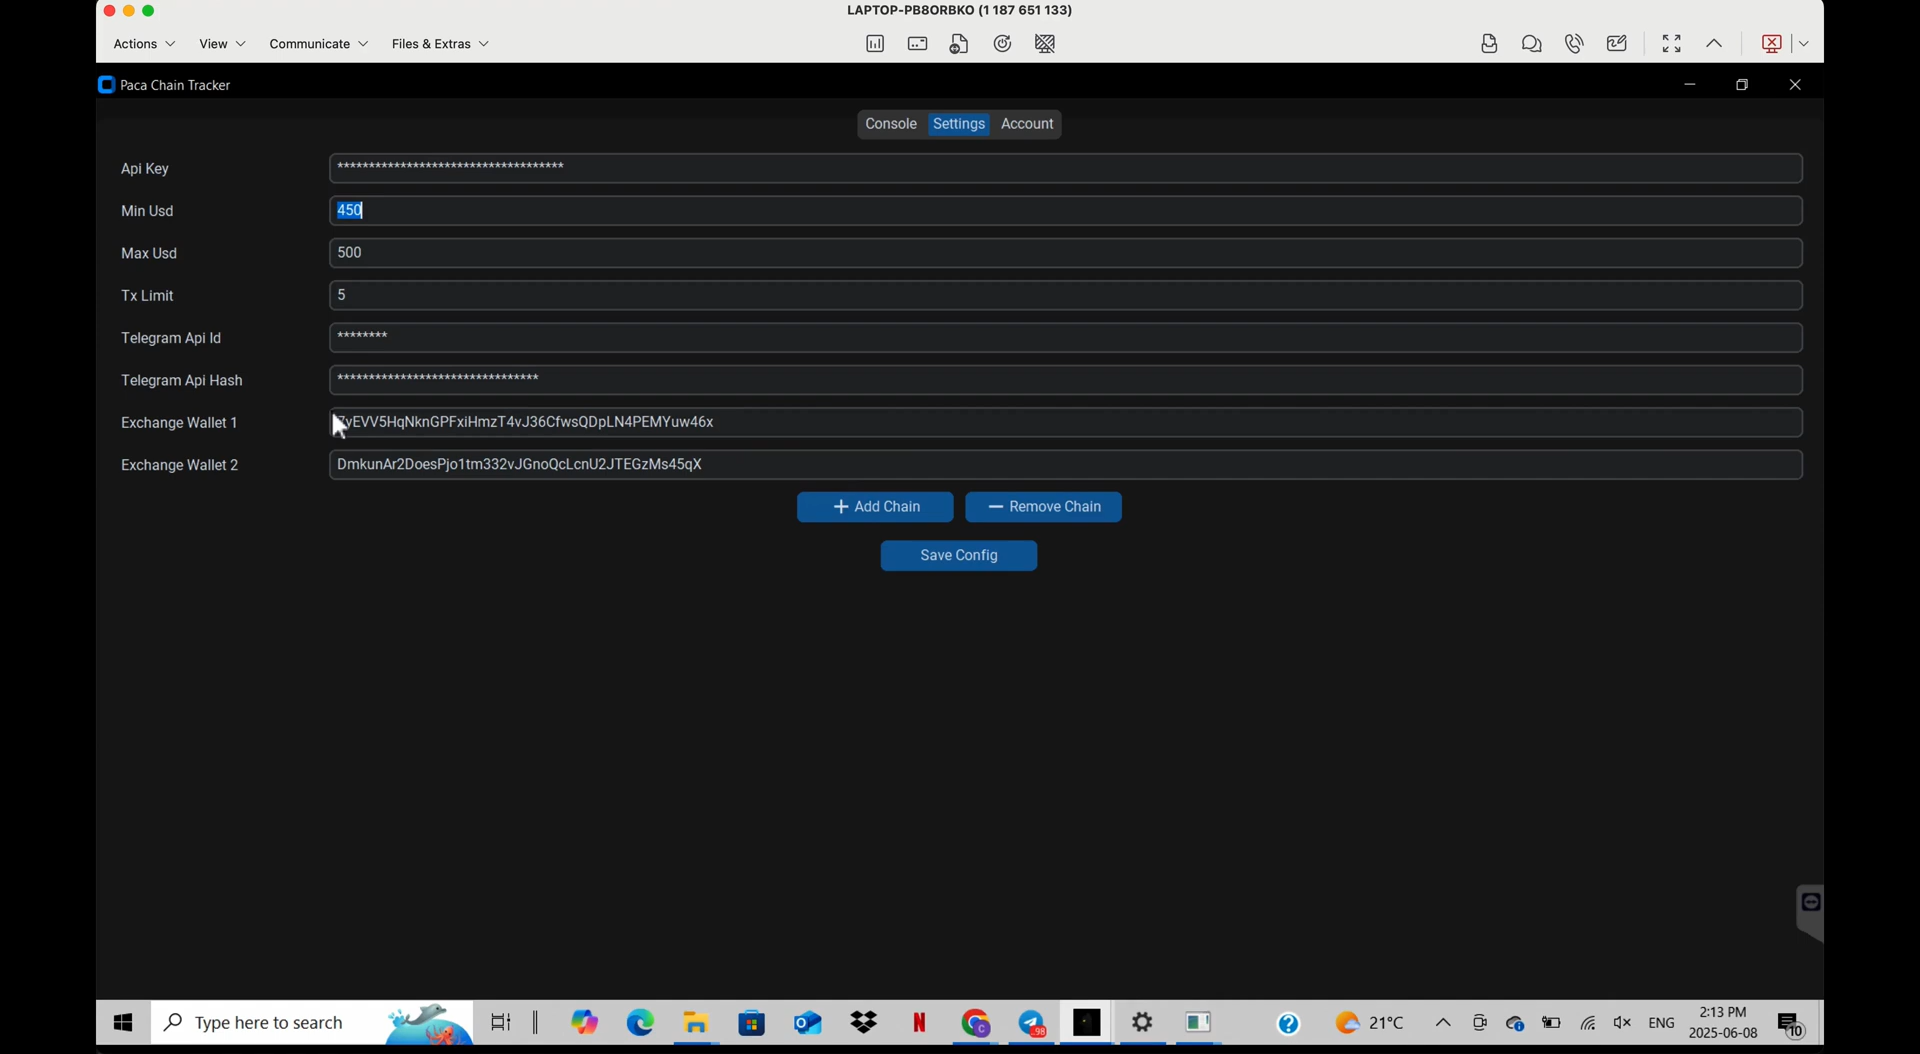 LAPTOP-PB8ORBKO (1 187 651 133)
Actions View Communicate Files & Extras
Paca Chain Tracker
Console Settings Account
Api Key ************************************
Min Usd 450
Max Usd 500
Tx Limit 5
Telegram Api Id ********
Telegram Api Hash ********************************
Exchange Wallet 1
Exchange Wallet 2 DmkunAr2DoesPjo1tm332vJGnoQcLcnU2JTEGzMs45qX
+ Add Chain − Remove Chain
Save Config
Type here to search
N
C
98
21°C
ENG
2:13 PM
2025-06-08
10